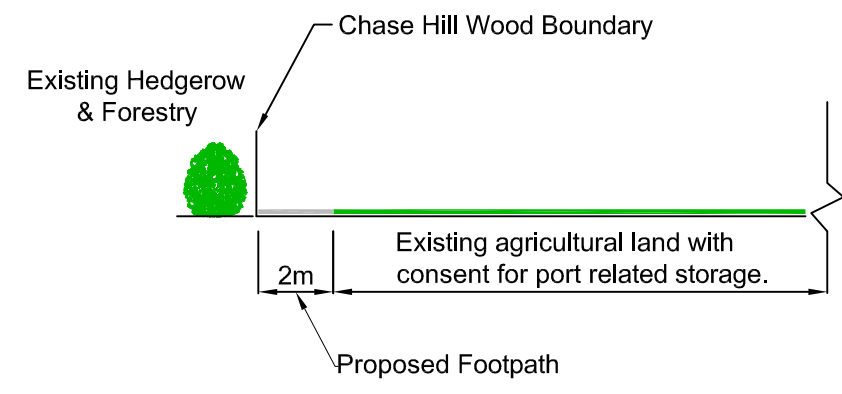 Chase Hill Wood Boundary
Existing Hedgerow
& Forestry
Existing agricultural land with
consent for port related storage.
2m
Proposed Footpath